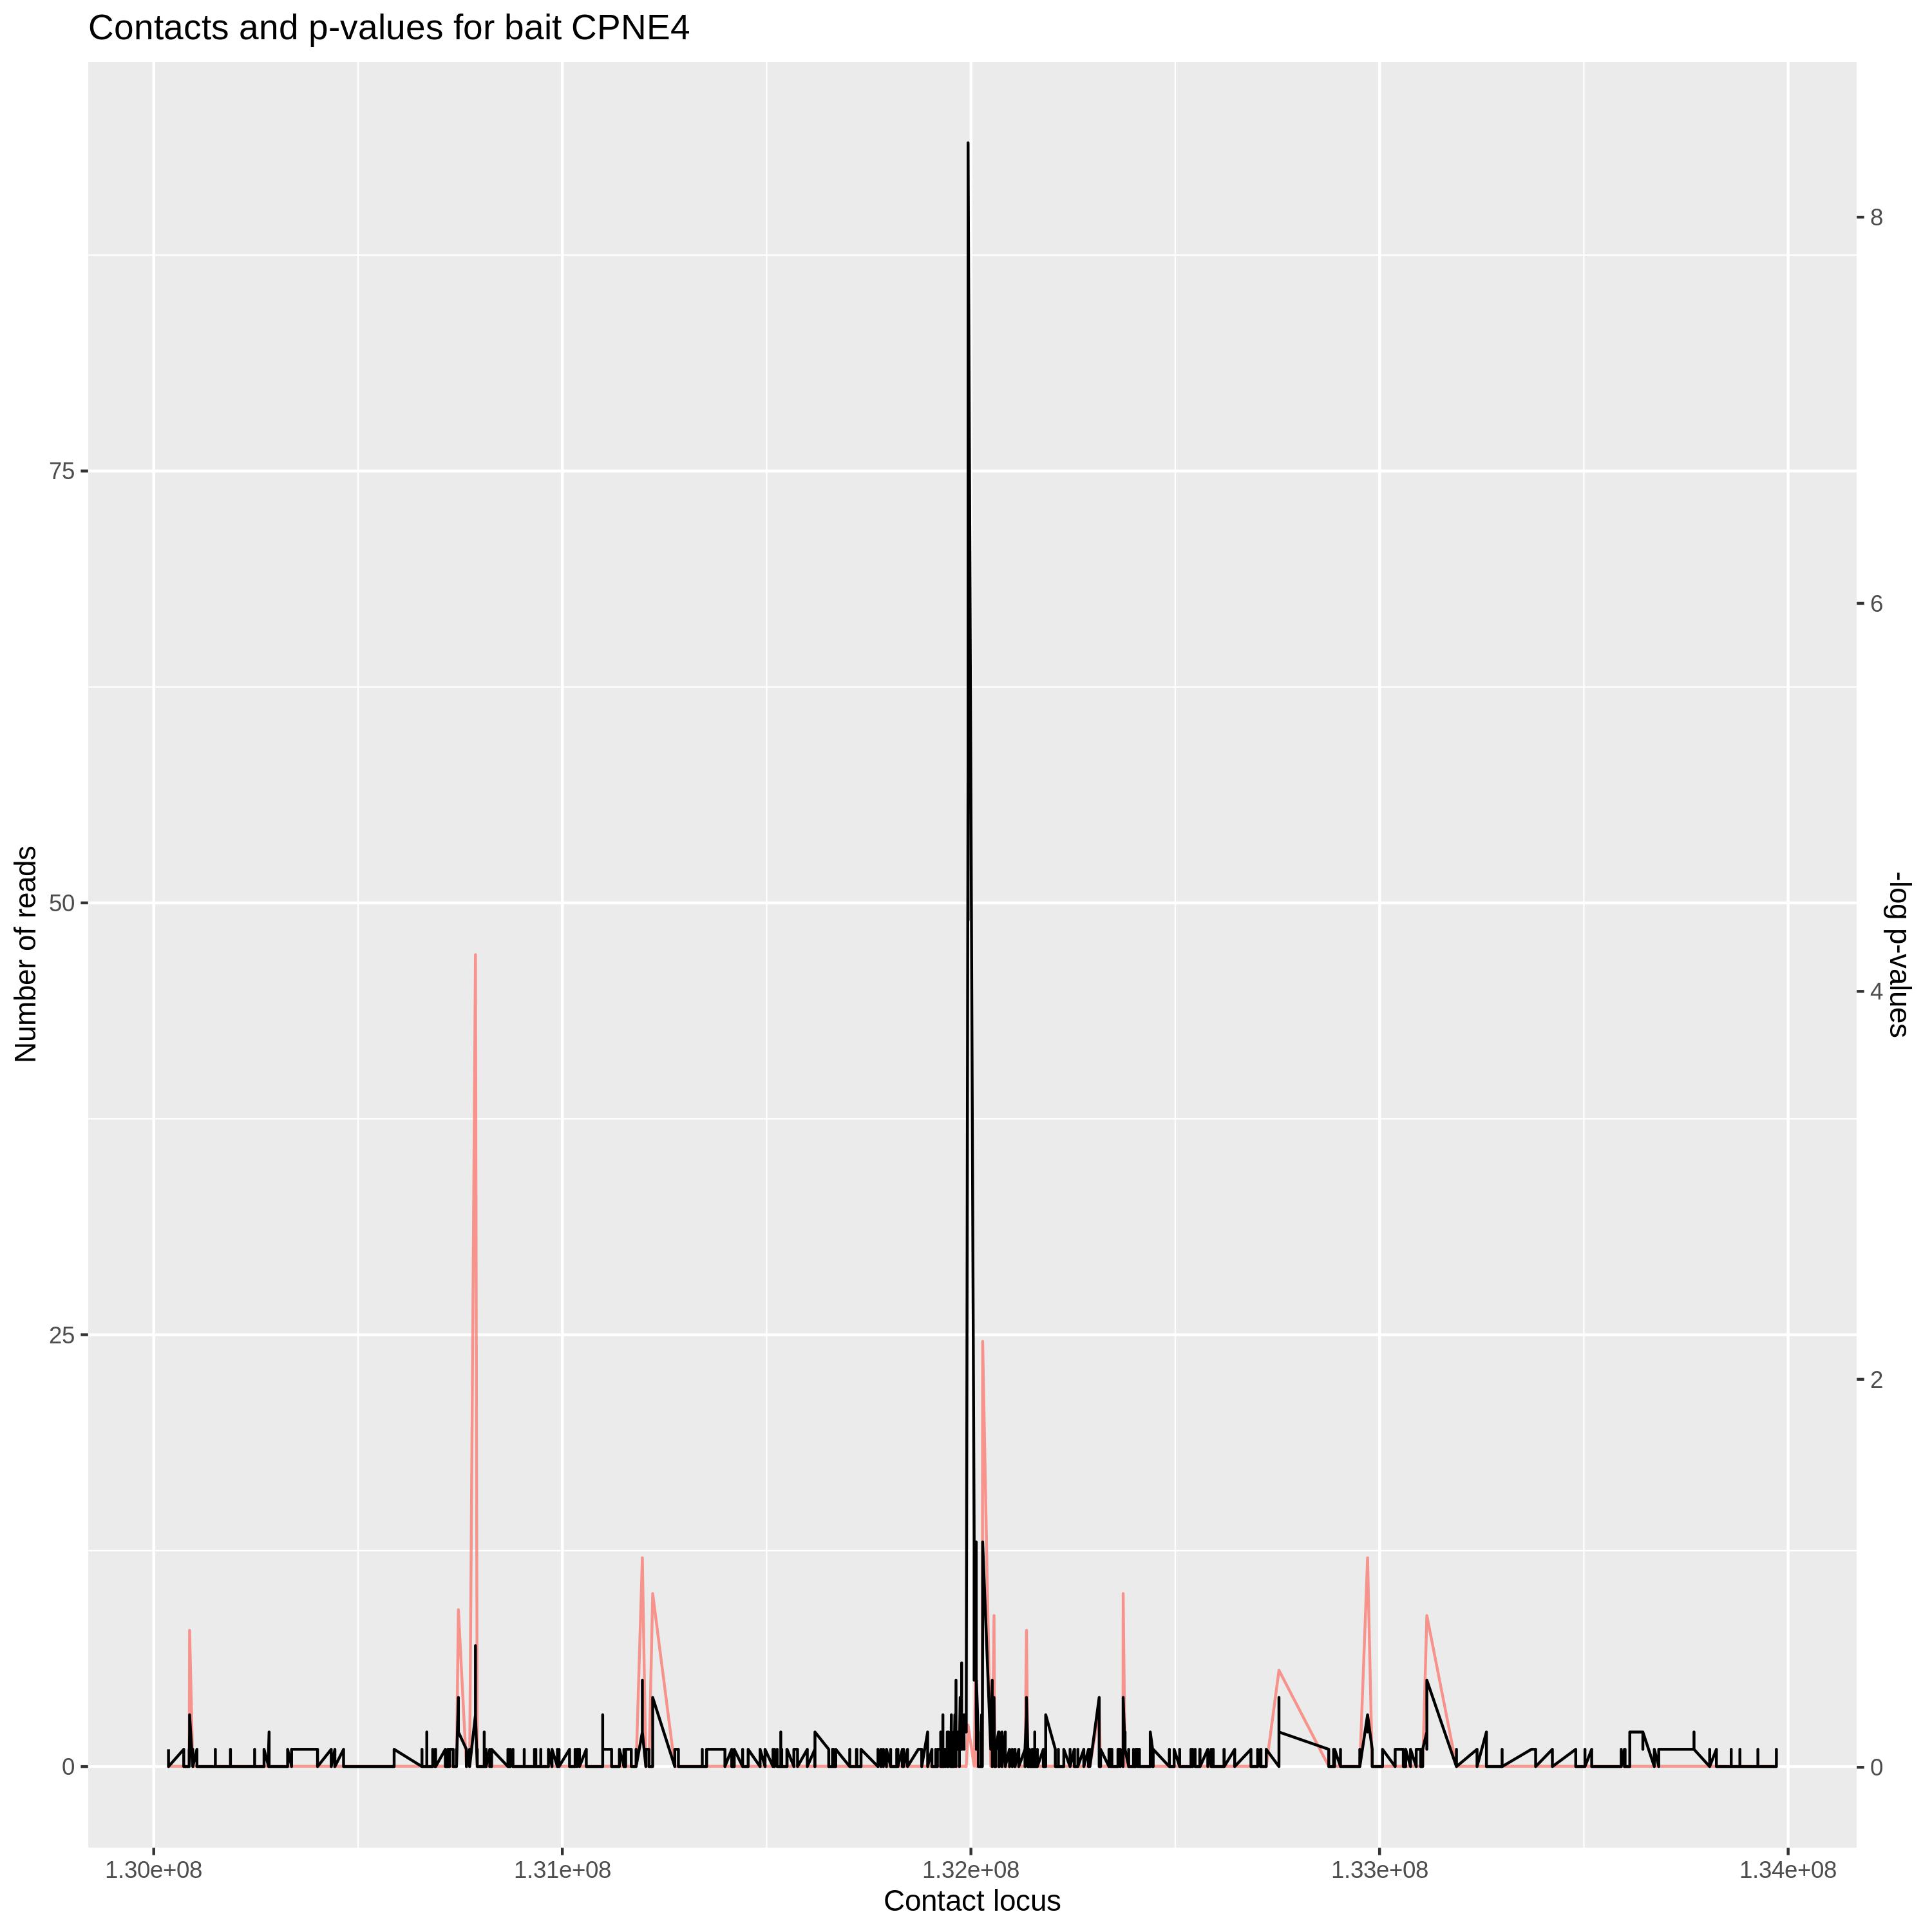 Contacts and p-values for bait CPNE4
Number of reads
75
50
25
0
-log p-values
8
6
4
2
0
1.30e+08 1.31e+08 1.32e+08 1.33e+08 1.34e+08
Contact locus